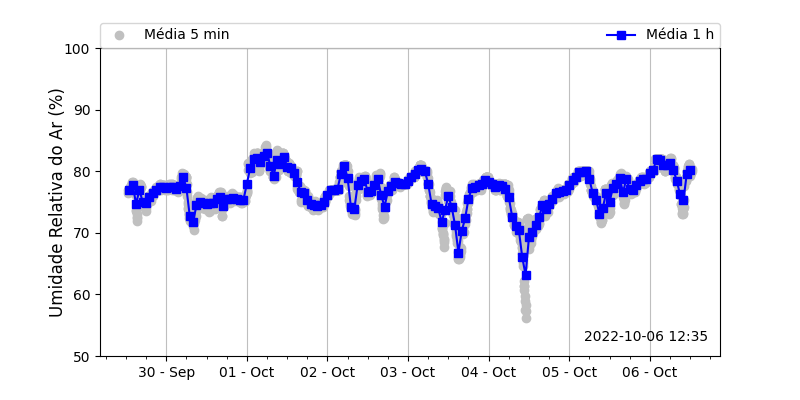 Média 5 min
Média 1 h
Umidade Relativa do Ar (%)
100
90
80
70
60
50
2022-10-06 12:35
30 - Sep
01 - Oct
02 - Oct
03 - Oct
04 - Oct
05 - Oct
06 - Oct